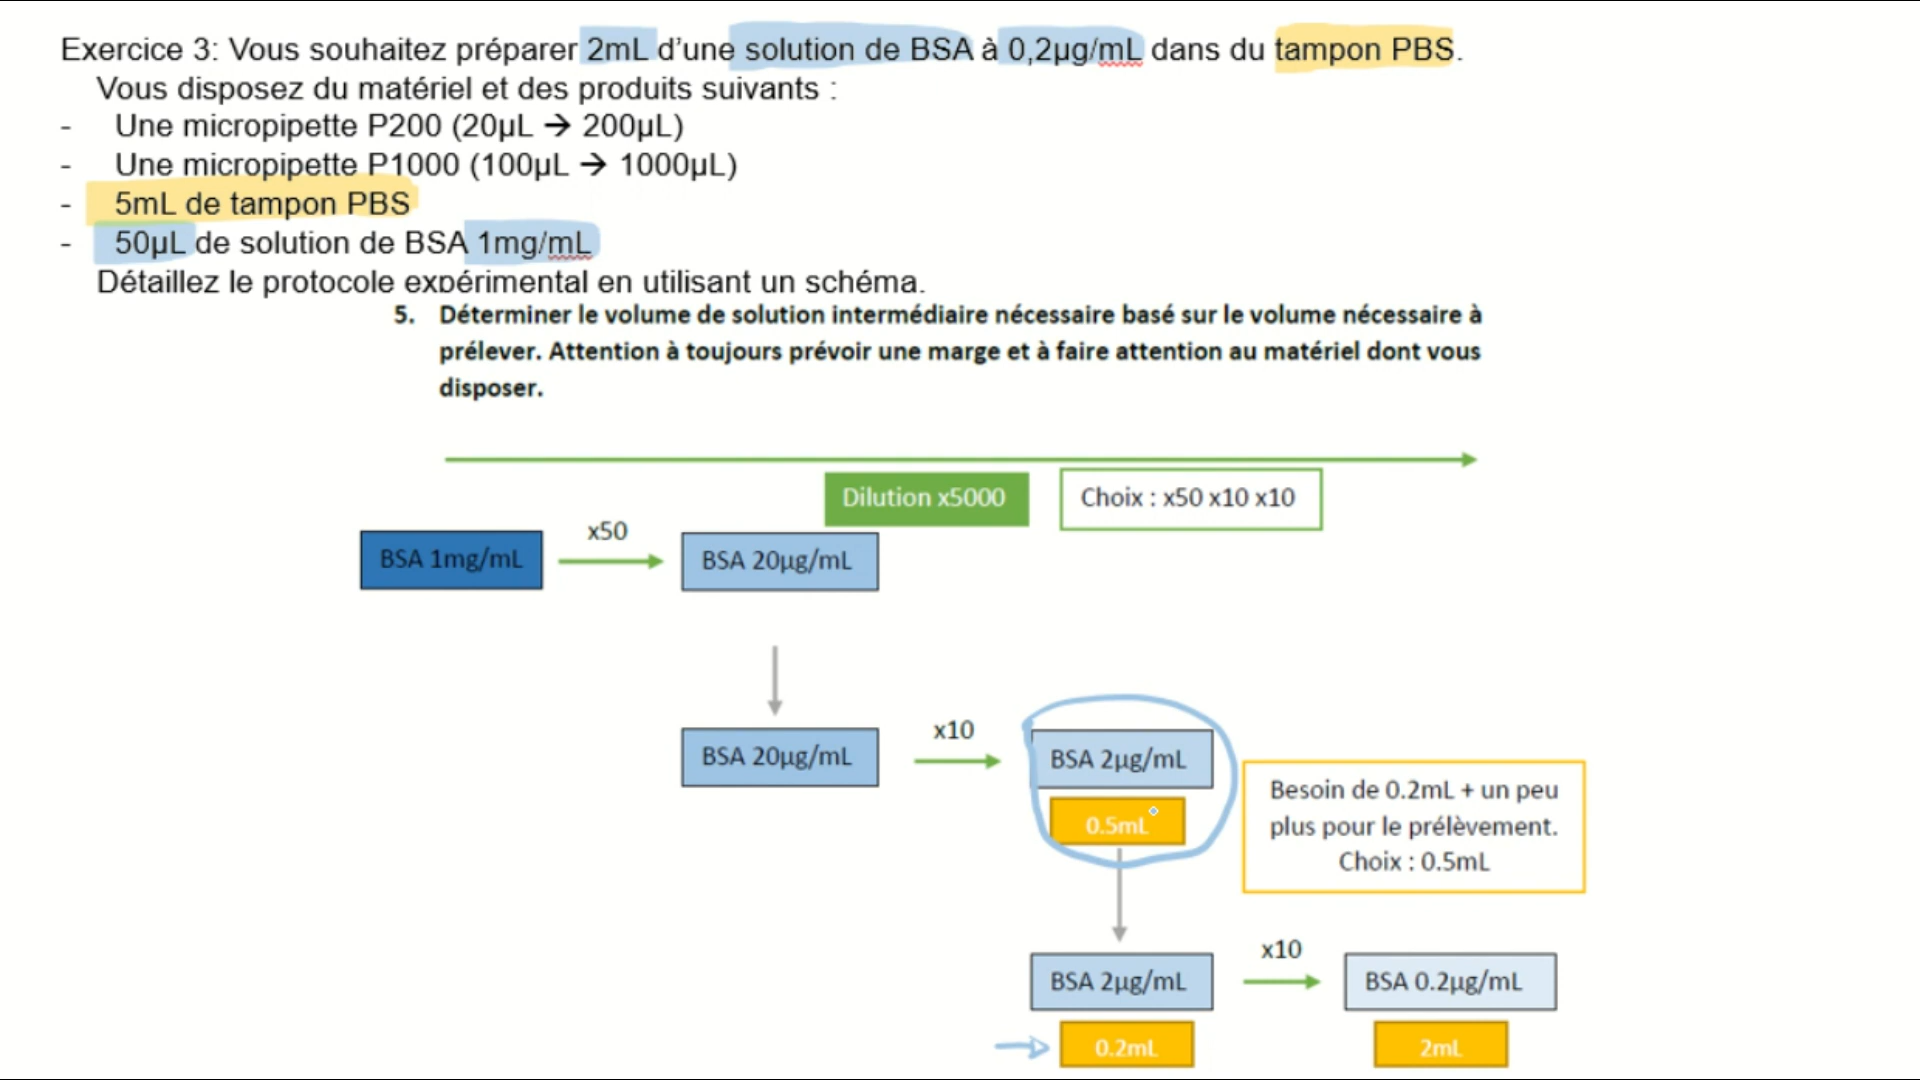 Exercice 3: Vous souhaitez préparer 2mL d'une solution de BSA à 0,2µg/mL dans du tampon PBS.
Vous disposez du matériel et des produits suivants :
- Une micropipette P200 (20µL → 200µL)
- Une micropipette P1000 (100µL → 1000µL)
- 5mL de tampon PBS
- 50µL de solution de BSA 1mg/mL
Détaillez le protocole expérimental en utilisant un schéma.
5. Déterminer le volume de solution intermédiaire nécessaire basé sur le volume nécessaire à
prélever. Attention à toujours prévoir une marge et à faire attention au matériel dont vous
disposer.
Dilution x5000
Choix : x50 x10 x10
BSA 1mg/mL
x50
BSA 20µg/mL
BSA 20µg/mL
x10
BSA 2µg/mL
0.5mL
Besoin de 0.2mL + un peu
plus pour le prélèvement.
Choix : 0.5mL
BSA 2µg/mL
x10
BSA 0.2µg/mL
0.2mL
2mL